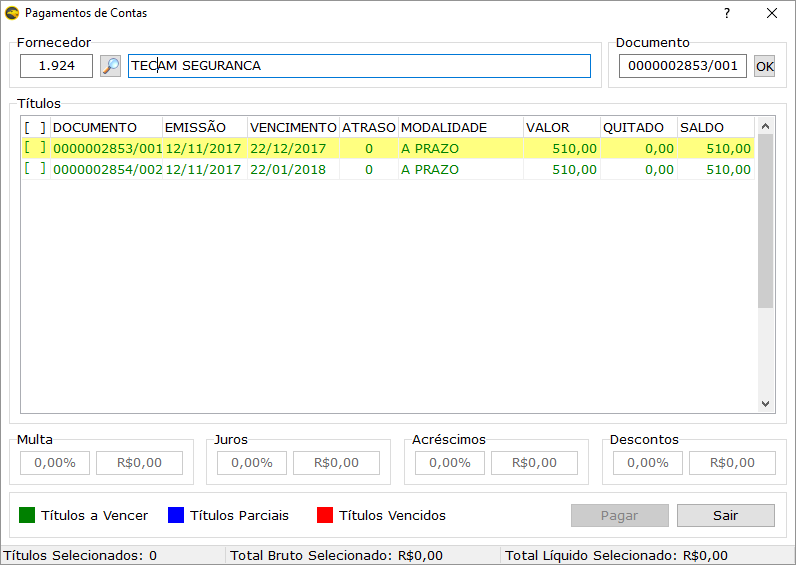 Pagamentos de Contas ?
Fornecedor Documento
1.924 TECAM SEGURANCA 0000002853/001 OK
Títulos
[ ] DOCUMENTO EMISSÃO VENCIMENTO ATRASO MODALIDADE VALOR QUITADO SALDO
[ ] 0000002853/001 12/11/2017 22/12/2017 0 A PRAZO 510,00 0,00 510,00
[ ] 0000002854/002 12/11/2017 22/01/2018 0 A PRAZO 510,00 0,00 510,00
Multa Juros Acréscimos Descontos
0,00% R$0,00 0,00% R$0,00 0,00% R$0,00 0,00% R$0,00
Títulos a Vencer Títulos Parciais Títulos Vencidos Pagar Sair
Títulos Selecionados: 0 Total Bruto Selecionado: R$0,00 Total Líquido Selecionado: R$0,00